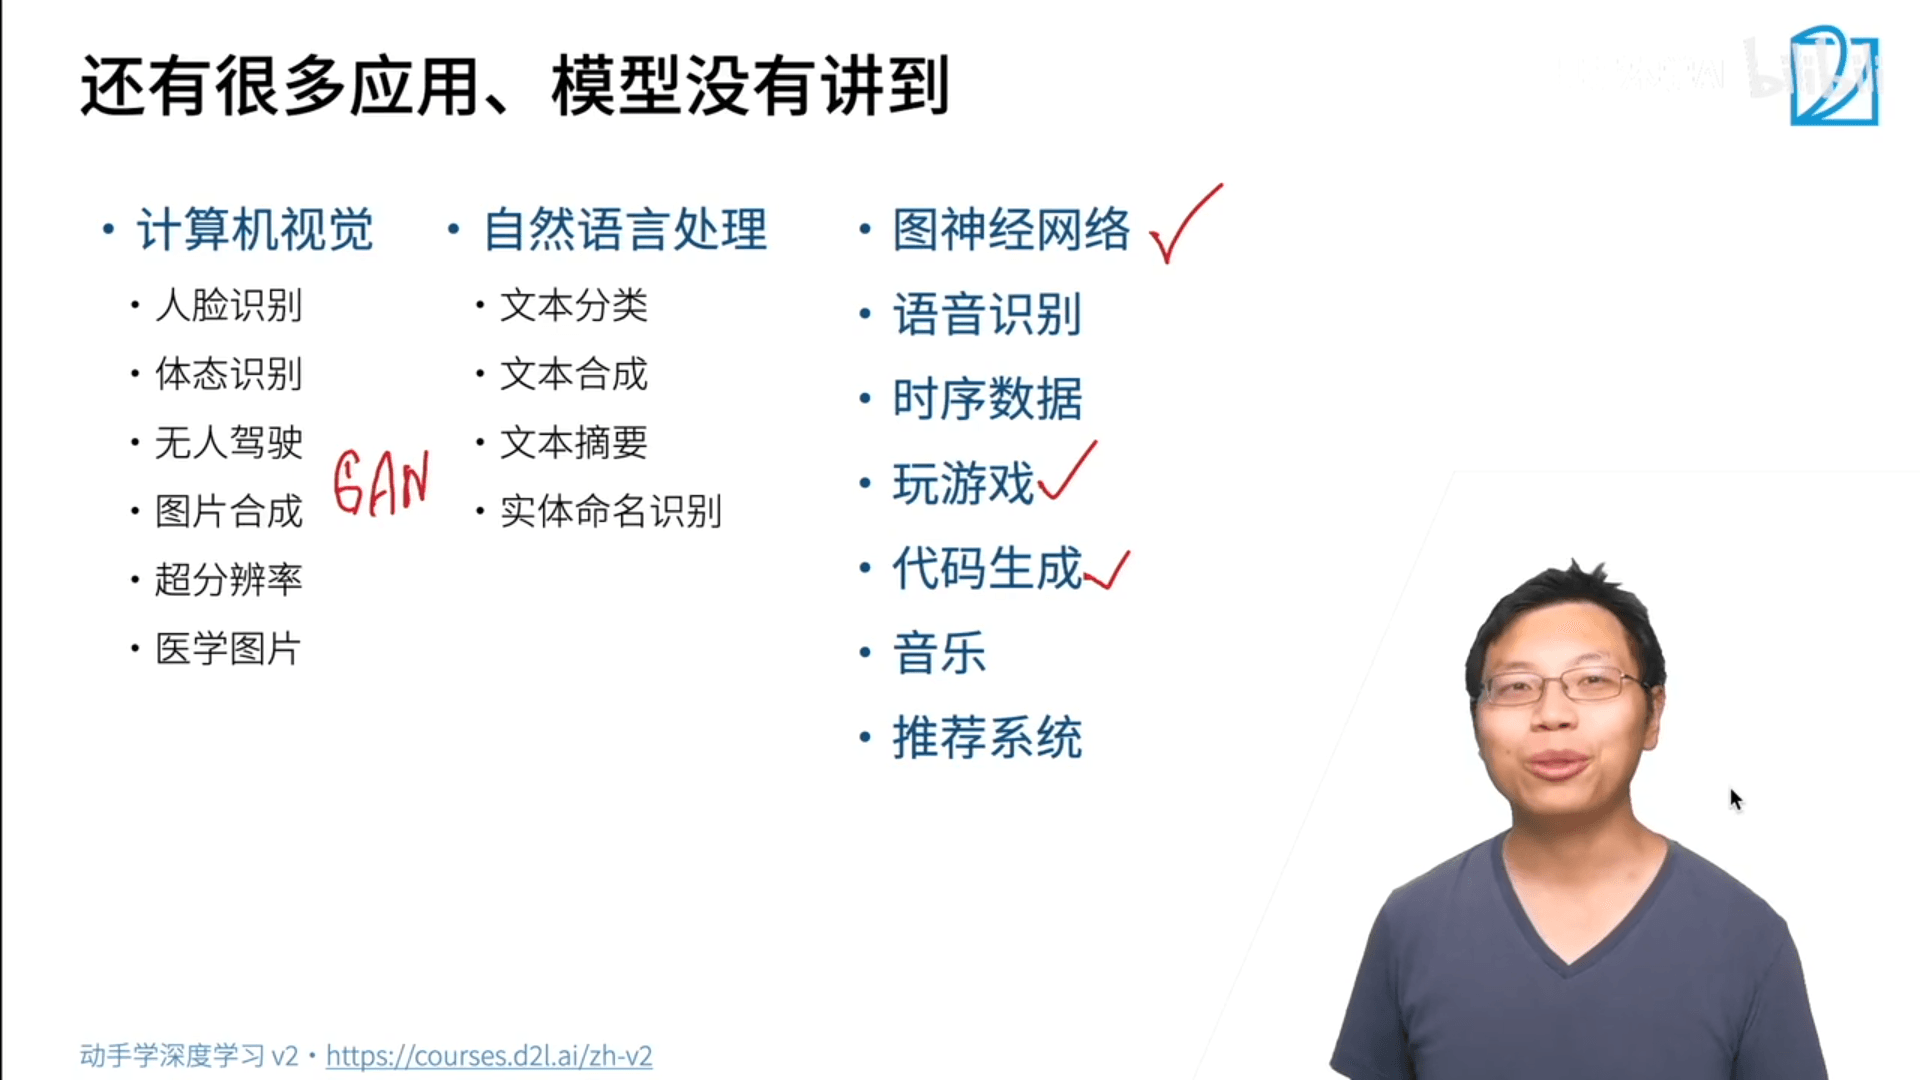 还有很多应用、模型没有讲到
• 计算机视觉
• 人脸识别
• 体态识别
• 无人驾驶
• 图片合成
GAN
• 超分辨率
• 医学图片
• 自然语言处理
• 文本分类
• 文本合成
• 文本摘要
• 实体命名识别
• 图神经网络
• 语音识别
• 时序数据
• 玩游戏
• 代码生成
• 音乐
• 推荐系统
动手学深度学习 v2 • https://courses.d2l.ai/zh-v2
bilibili